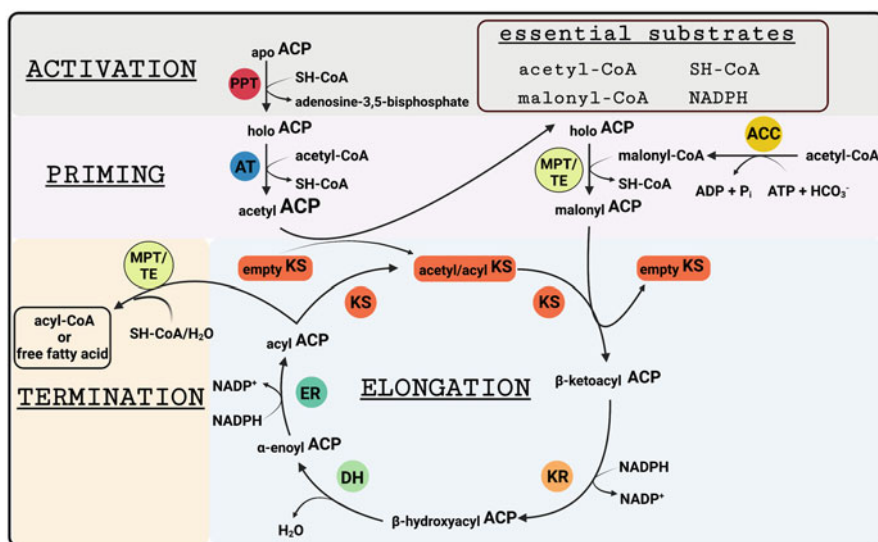 ACTIVATION
apo ACP
PPT
SH-CoA
adenosine-3,5-bisphosphate
essential substrates
acetyl-CoA SH-CoA
malonyl-CoA NADPH
PRIMING
holo ACP
AT
acetyl-CoA
SH-CoA
acetyl ACP
holo ACP
MPT/
TE
malonyl-CoA
SH-CoA
malonyl ACP
ACC
acetyl-CoA
ADP + Pi
ATP + HCO₃⁻
MPT/
TE
acyl-CoA
or
free fatty acid
SH-CoA/H₂O
TERMINATION
empty KS
acetyl/acyl KS
empty KS
KS
KS
acyl ACP
ELONGATION
β-ketoacyl ACP
NADP⁺
NADPH
ER
α-enoyl ACP
DH
H₂O
β-hydroxyacyl ACP
KR
NADPH
NADP⁺